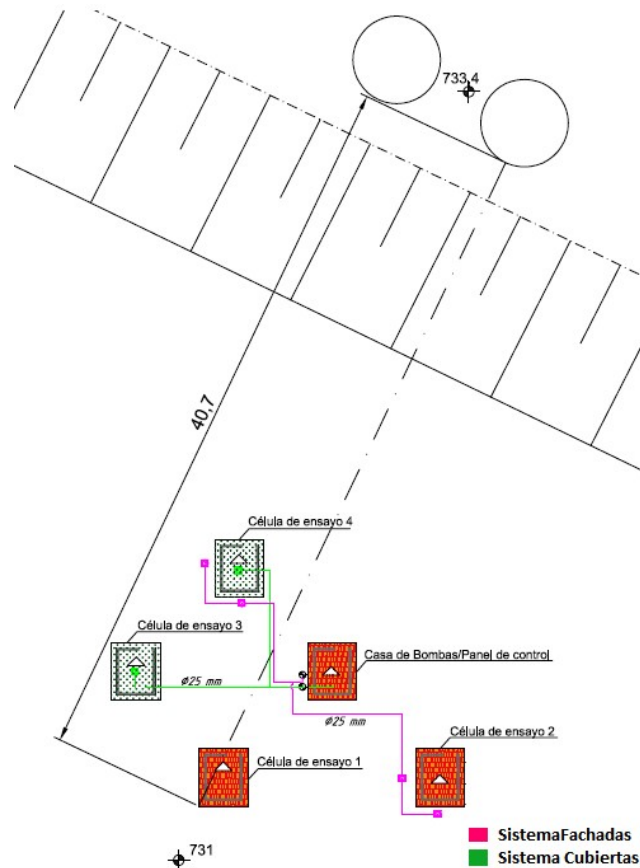 733,4
40,7
Célula de ensayo 4
Célula de ensayo 3
Casa de Bombas/Panel de control
Ø25 mm
Ø25 mm
Célula de ensayo 2
Célula de ensayo 1
SistemaFachadas
731
Sistema Cubiertas